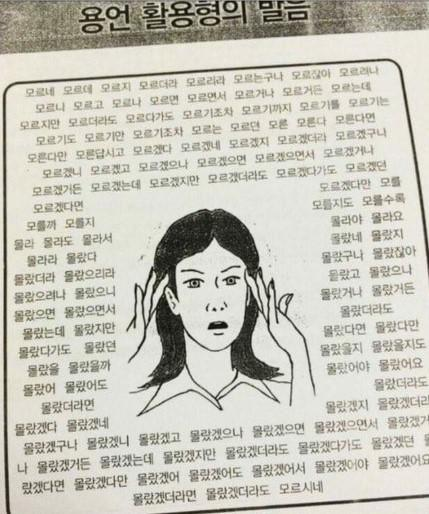 용언 활용형의 말음
모르네 모르데 모르지 모르더라 모르리라 모르는구나 모르잖아 모르려나
모르니 모르고 모르나 모르면 모르면서 모르거나 모르거든 모르는데
모르지만 모르더라도 모르다가도 모르기조차 모르기까지 모르기를 모르기는
모르기도 모르기만 모르기조차 모르는 모르던 모른 모른다 모른다면
모른다만 모른답시고 모르겠다 모르겠네 모르겠지 모르겠더라 모르겠구나
모르겠니 모르겠고 모르겠으나 모르겠으면 모르겠으면서 모르겠거나
모르겠거든 모르겠는데 모르겠지만 모르겠더라도 모르겠다가도 모르겠던
모르겠다면 모르겠다만 모를
모를까 모를지 모를지도 모를수록
몰라 몰라도 몰라서 몰라야 몰라요
몰라라 몰랐다 몰랐네 몰랐지
몰랐더라 몰랐으리라 몰랐구나 몰랐잖아
몰랐으려나 몰랐으니 몰랐고 몰랐으나
몰랐으면 몰랐으면서 몰랐거나 몰랐거든
몰랐는데 몰랐지만 몰랐더라도
몰랐다가도 몰랐던 몰랐다면 몰랐다만
몰랐을 몰랐을까 몰랐을지 몰랐을지도
몰랐어 몰랐어도 몰랐어야 몰랐어요
몰랐더라면 몰랐더라도
몰랐겠다 몰랐겠네 몰랐겠지 몰랐겠더라
몰랐겠구나 몰랐겠니 몰랐겠고 몰랐겠으나 몰랐겠으면 몰랐겠으면서
나 몰랐겠거든 몰랐겠는데 몰랐겠지만 몰랐겠더라도 몰랐겠다가도 몰랐겠던
랐겠다면 몰랐겠다만 몰랐겠어 몰랐겠어도 몰랐겠어서 몰랐겠어야 몰랐겠어요
몰랐겠더라면 몰랐겠더라도 모르시네